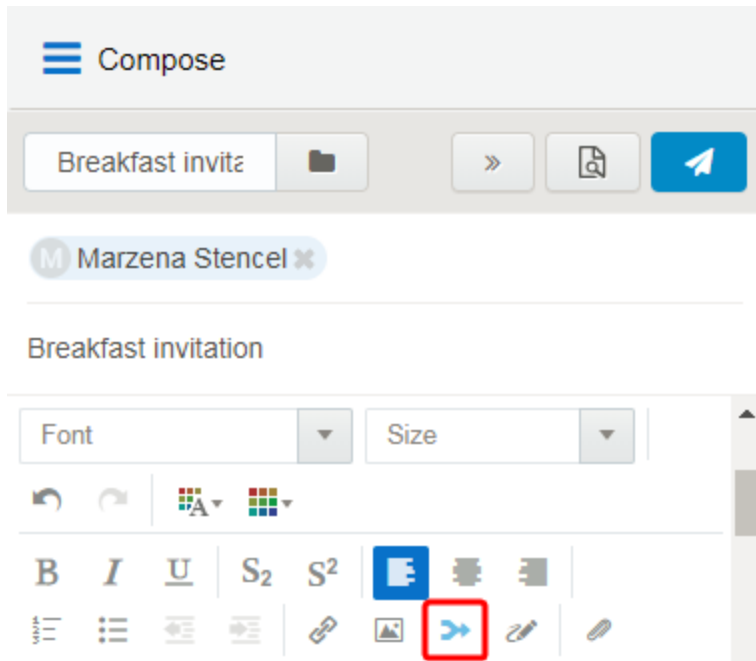 Compose
Breakfast invita
M Marzena Stencel
Breakfast invitation
Font Size
A
B I U S₂ S²